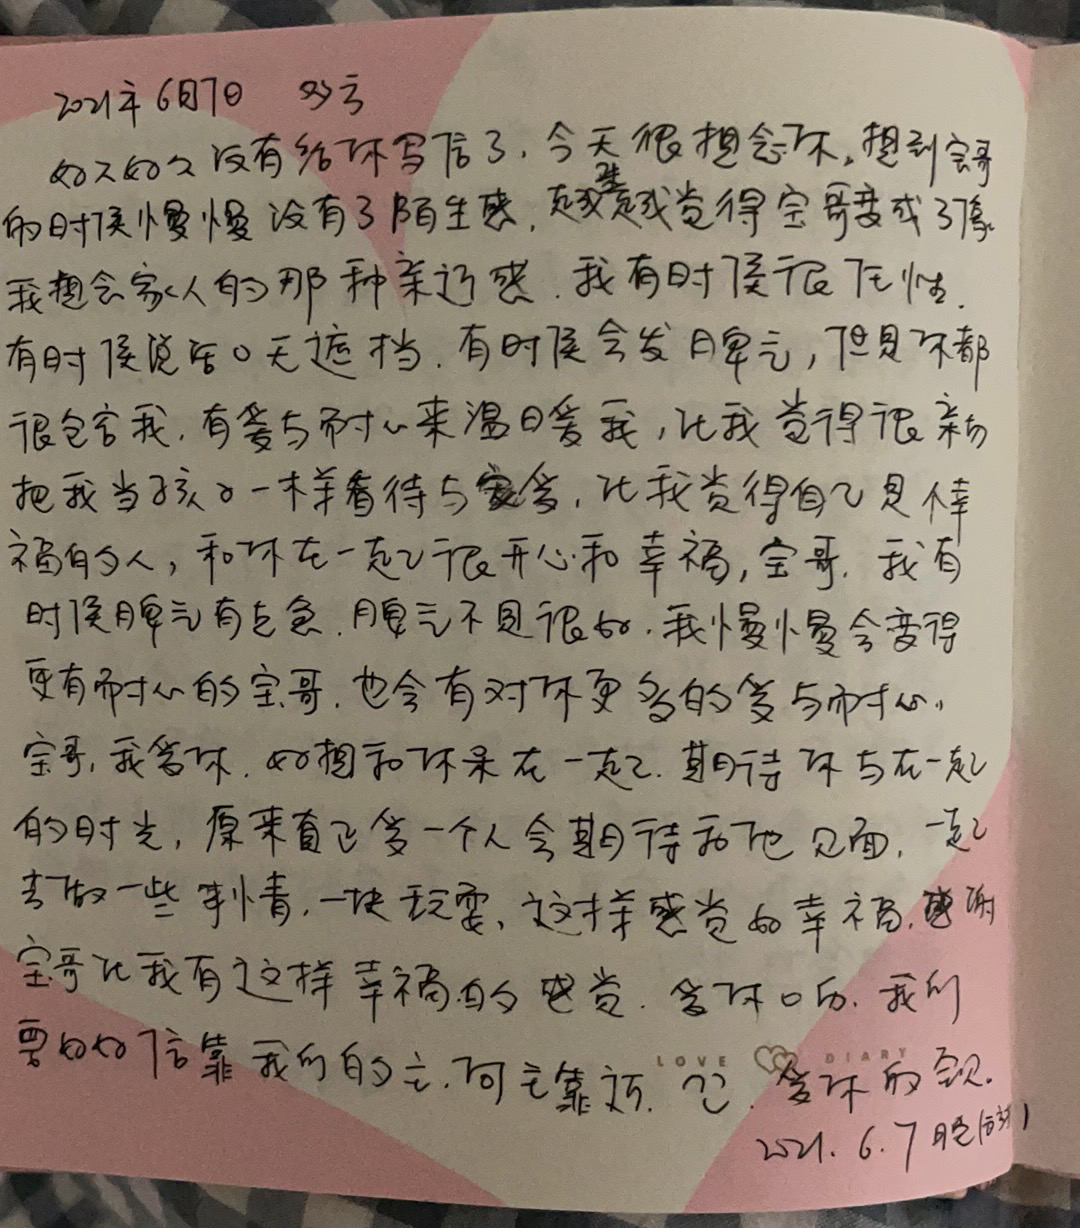 2021年6月7日 多云
好久好久没有给你写信了，今天很想念你，想到宝哥
的时候慢慢没有了陌生感，越来越觉得宝哥变成了像
我想念家人的那种亲近感．我有时候很任性．
有时候说话口无遮挡．有时候会发脾气，但是你都
很包容我．有爱与耐心来温暖我，让我觉得很亲切
把我当孩子一样看待与宠爱，让我觉得自己是幸
福的人，和你在一起很开心和幸福，宝哥．我有
时候脾气有点急．脾气不是很好．我慢慢会变得
更有耐心的宝哥．也会有对你更多的爱与耐心．
宝哥，我爱你．好想和你呆在一起．期待你与在一起
的时光，原来真正爱一个人会期待和他见面，一起
去做一些事情，一块玩耍，这样感觉好幸福．感谢
宝哥让我有这样幸福的感觉．爱你日历．我们
要好好信靠我们的主．向主靠近．爱你的颖．
LOVE DIARY
2021．6．7晚